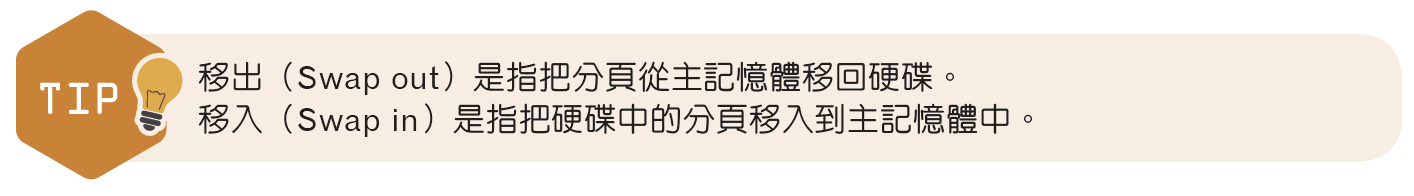 TIP
移出（Swap out）是指把分頁從主記憶體移回硬碟。
移入（Swap in）是指把硬碟中的分頁移入到主記憶體中。